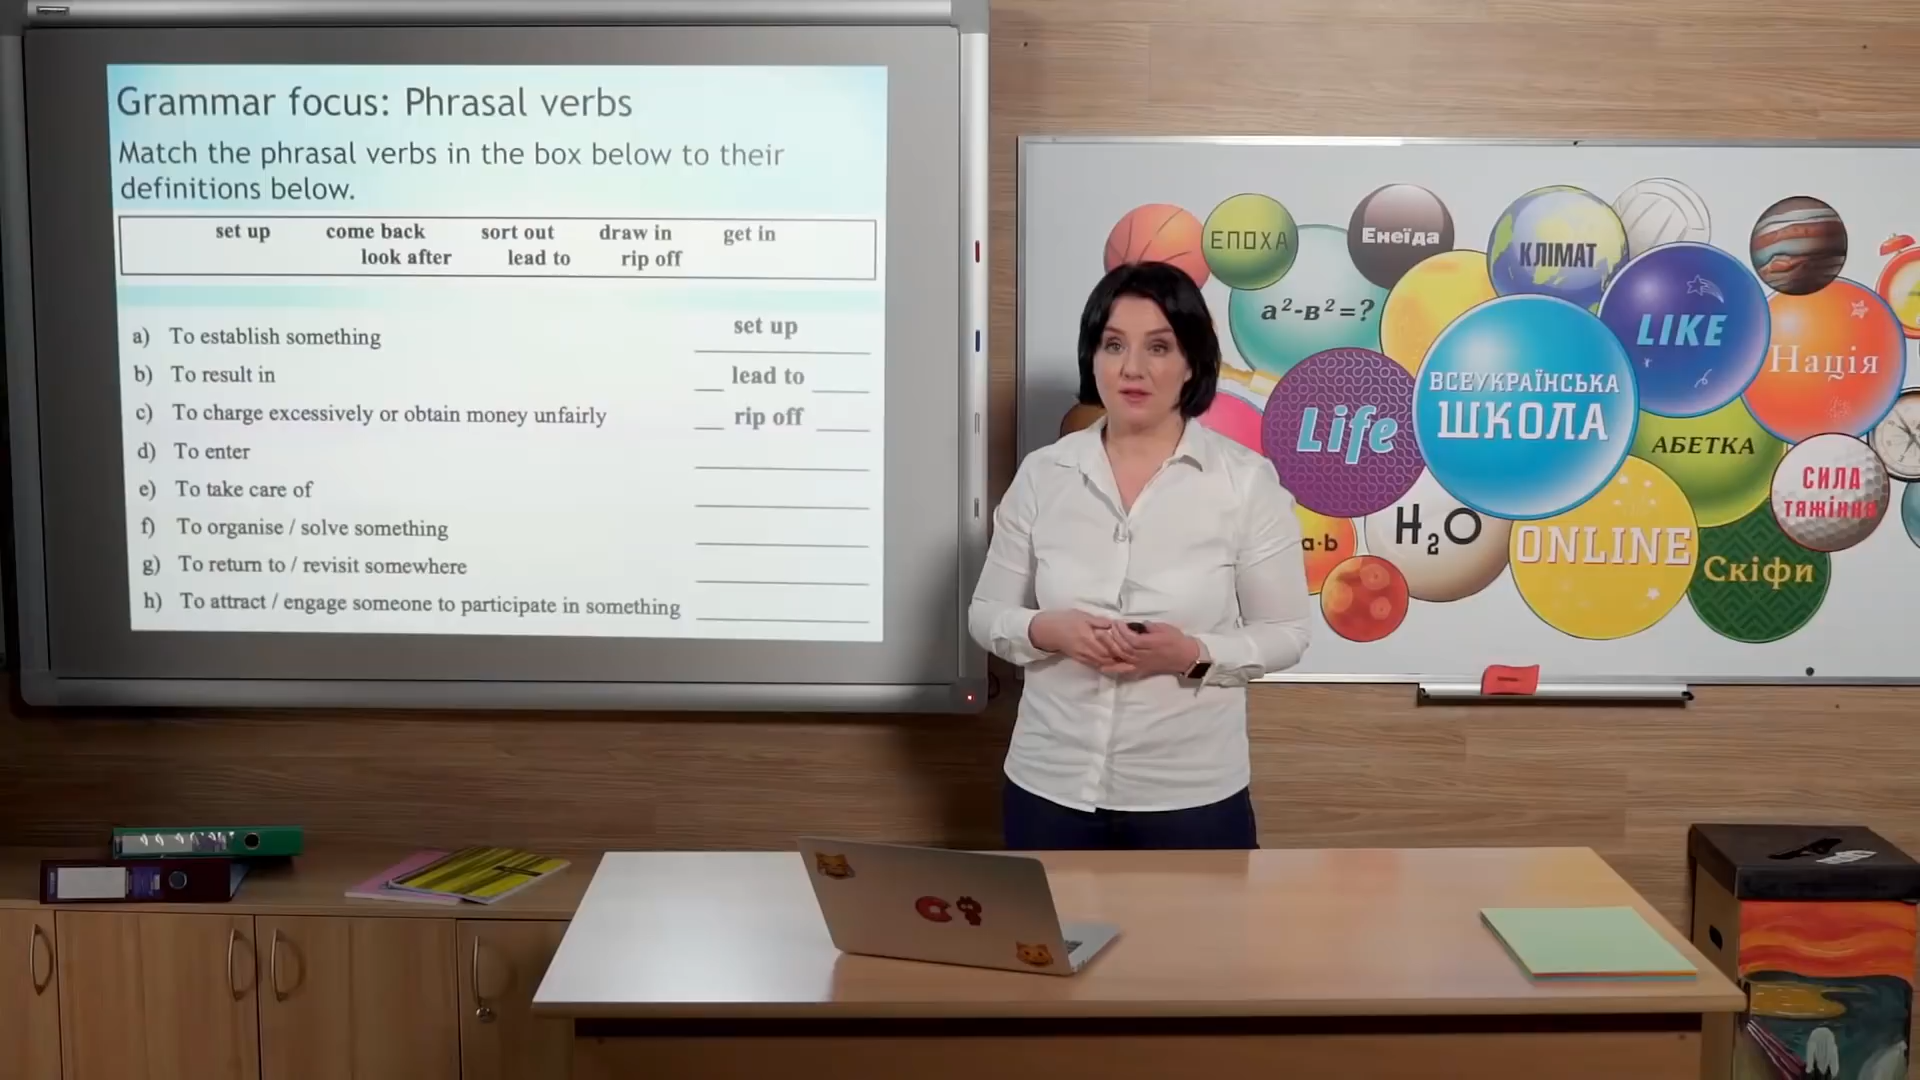 Grammar focus: Phrasal verbs
Match the phrasal verbs in the box below to their
definitions below.
set up come back sort out draw in get in
look after lead to rip off
a) To establish something set up
b) To result in lead to
c) To charge excessively or obtain money unfairly rip off
d) To enter
e) To take care of
f) To organise / solve something
g) To return to / revisit somewhere
h) To attract / engage someone to participate in something
ЕПОХА
Енеїда
КЛІМАТ
a²-в²=?
LIKE
Нація
Life
ВСЕУКРАЇНСЬКА
ШКОЛА
АБЕТКА
СИЛА
ТЯЖІННЯ
a·b
H₂O
ONLINE
Скіфи